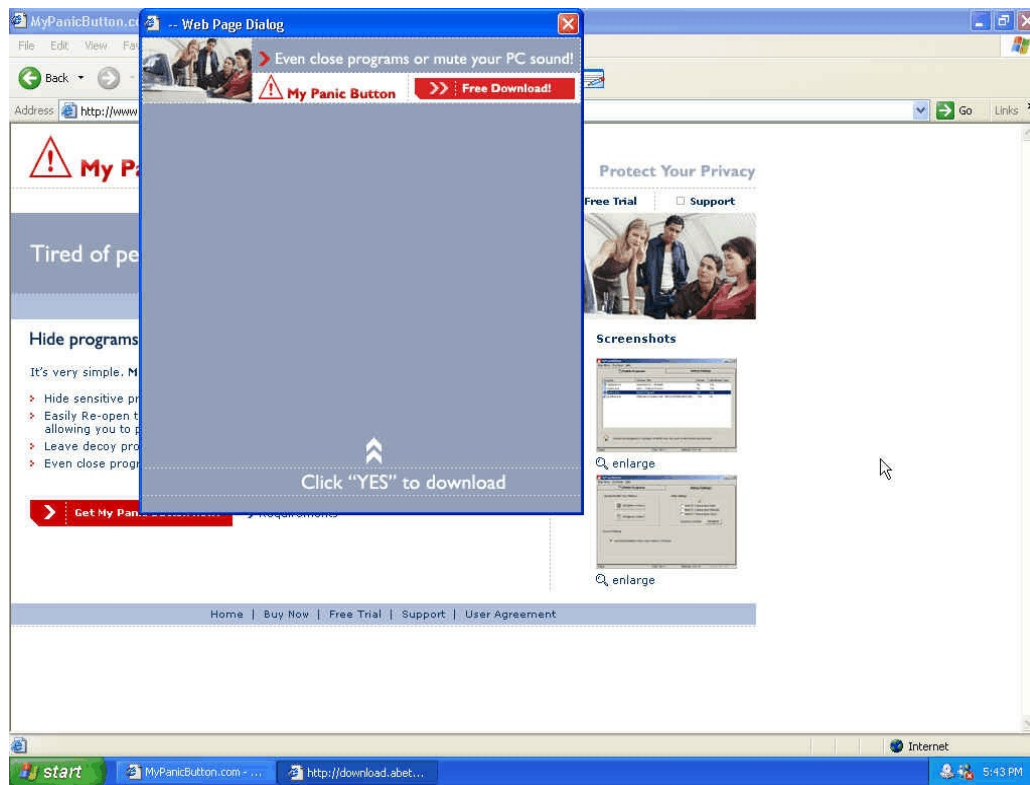 MyPanicButton.co
-- Web Page Dialog
File Edit View Fav
Even close programs or mute your PC sound!
Back
My Panic Button
Free Download!
Address http://www
Go Links
My Pa
Protect Your Privacy
Free Trial Support
Tired of pe
Hide programs
Screenshots
It's very simple. M
Hide sensitive pr
Easily Re-open t
allowing you to p
Leave decoy pro
Even close progr
enlarge
Click "YES" to download
Get My Panic Button Now!
Requirements
enlarge
Home | Buy Now | Free Trial | Support | User Agreement
Internet
start
MyPanicButton.com - ...
http://download.abet...
5:43 PM